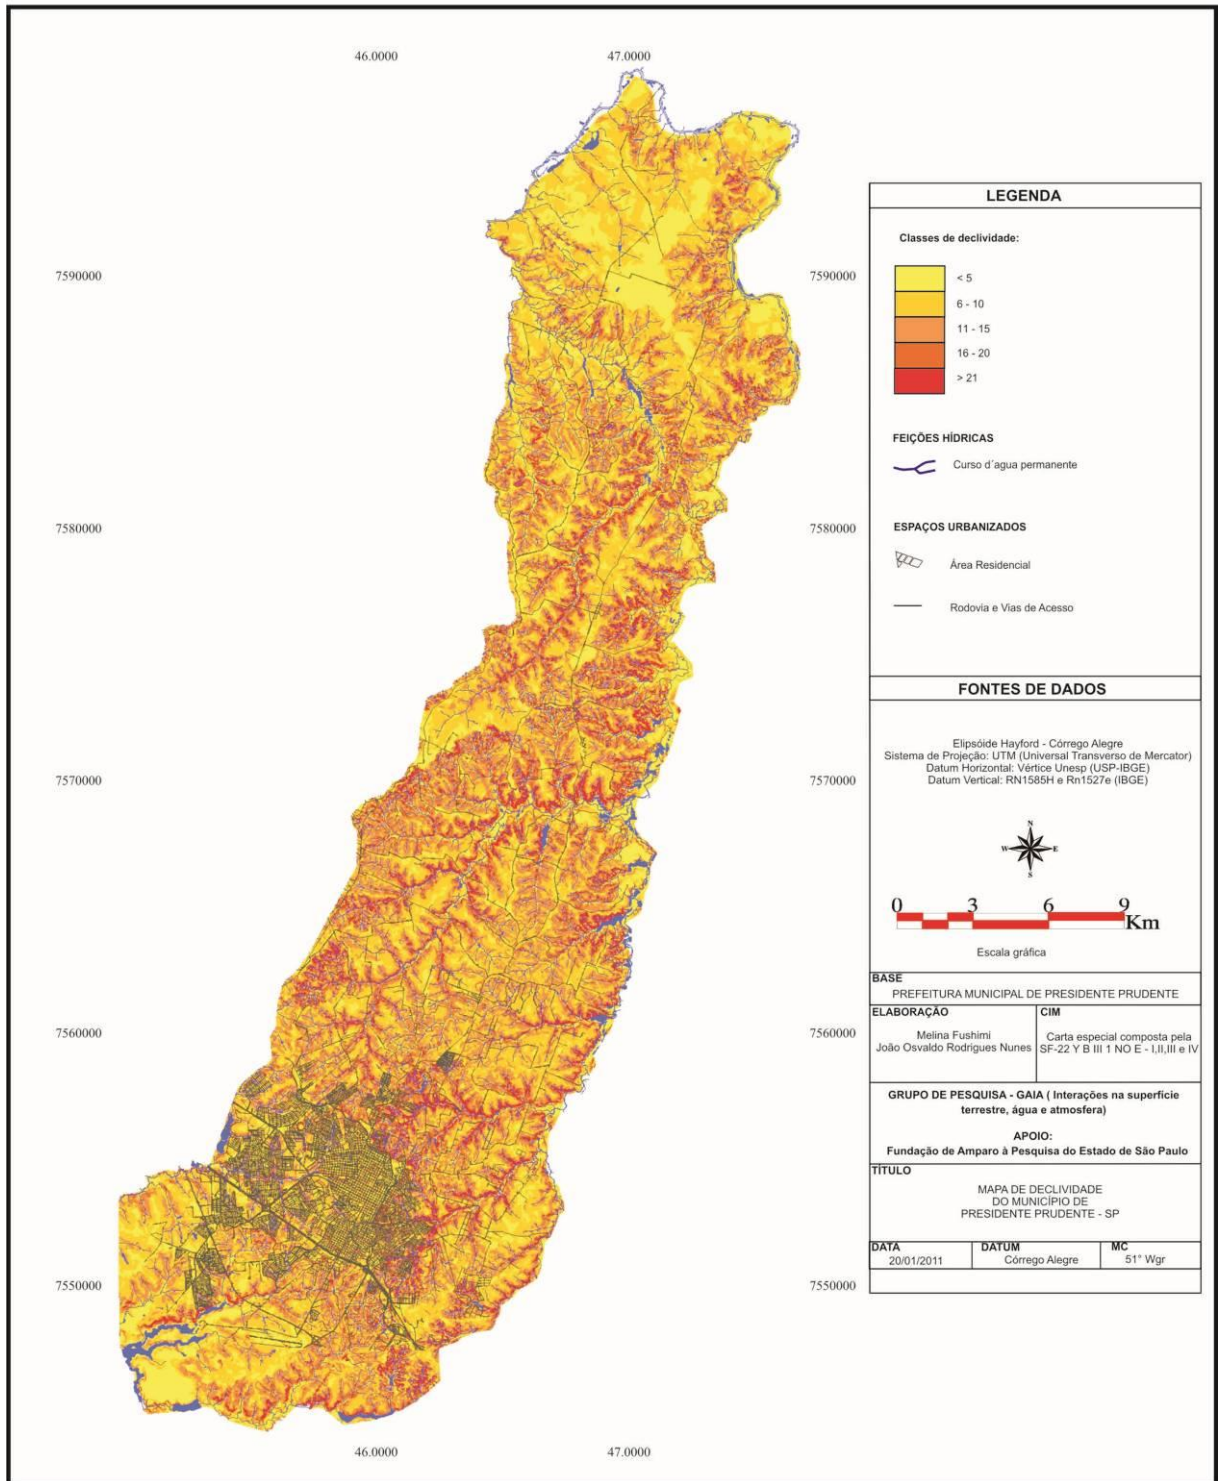 46.0000 47.0000
7590000 7590000
7580000 7580000
7570000 7570000
7560000 7560000
7550000 7550000
46.0000 47.0000
LEGENDA
Classes de declividade:
< 5
6 - 10
11 - 15
16 - 20
> 21
FEIÇÕES HÍDRICAS
Curso d´agua permanente
ESPAÇOS URBANIZADOS
Área Residencial
Rodovia e Vias de Acesso
FONTES DE DADOS
Elipsóide Hayford - Córrego Alegre
Sistema de Projeção: UTM (Universal Transverso de Mercator)
Datum Horizontal: Vértice Unesp (USP-IBGE)
Datum Vertical: RN1585H e Rn1527e (IBGE)
N
W E
S
0 3 6 9
Km
Escala gráfica
BASE
PREFEITURA MUNICIPAL DE PRESIDENTE PRUDENTE
ELABORAÇÃO
Melina Fushimi
João Osvaldo Rodrigues Nunes
CIM
Carta especial composta pela
SF-22 Y B III 1 NO E - I,II,III e IV
GRUPO DE PESQUISA - GAIA ( Interações na superfície
terrestre, água e atmosfera)
APOIO:
Fundação de Amparo à Pesquisa do Estado de São Paulo
TÍTULO
MAPA DE DECLIVIDADE
DO MUNICÍPIO DE
PRESIDENTE PRUDENTE - SP
DATA
20/01/2011
DATUM
Córrego Alegre
MC
51° Wgr